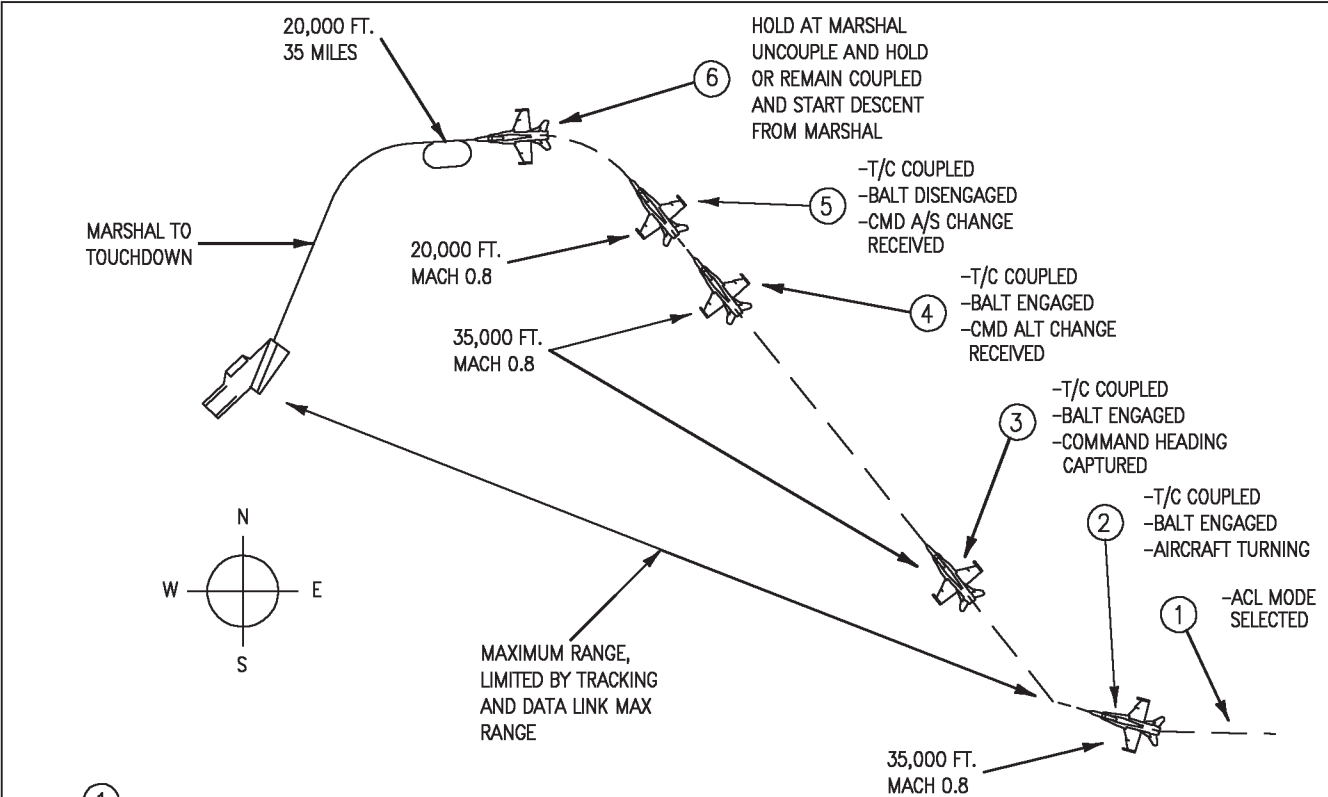 20,000 FT.
35 MILES
HOLD AT MARSHAL
UNCOUPLE AND HOLD
OR REMAIN COUPLED
AND START DESCENT
FROM MARSHAL
6
-T/C COUPLED
-BALT DISENGAGED
-CMD A/S CHANGE
RECEIVED
5
MARSHAL TO
TOUCHDOWN
20,000 FT.
MACH 0.8
-T/C COUPLED
-BALT ENGAGED
-CMD ALT CHANGE
RECEIVED
4
35,000 FT.
MACH 0.8
-T/C COUPLED
-BALT ENGAGED
-COMMAND HEADING
CAPTURED
3
-T/C COUPLED
-BALT ENGAGED
-AIRCRAFT TURNING
2
N
W E
S
-ACL MODE
SELECTED
1
MAXIMUM RANGE,
LIMITED BY TRACKING
AND DATA LINK MAX
RANGE
35,000 FT.
MACH 0.8